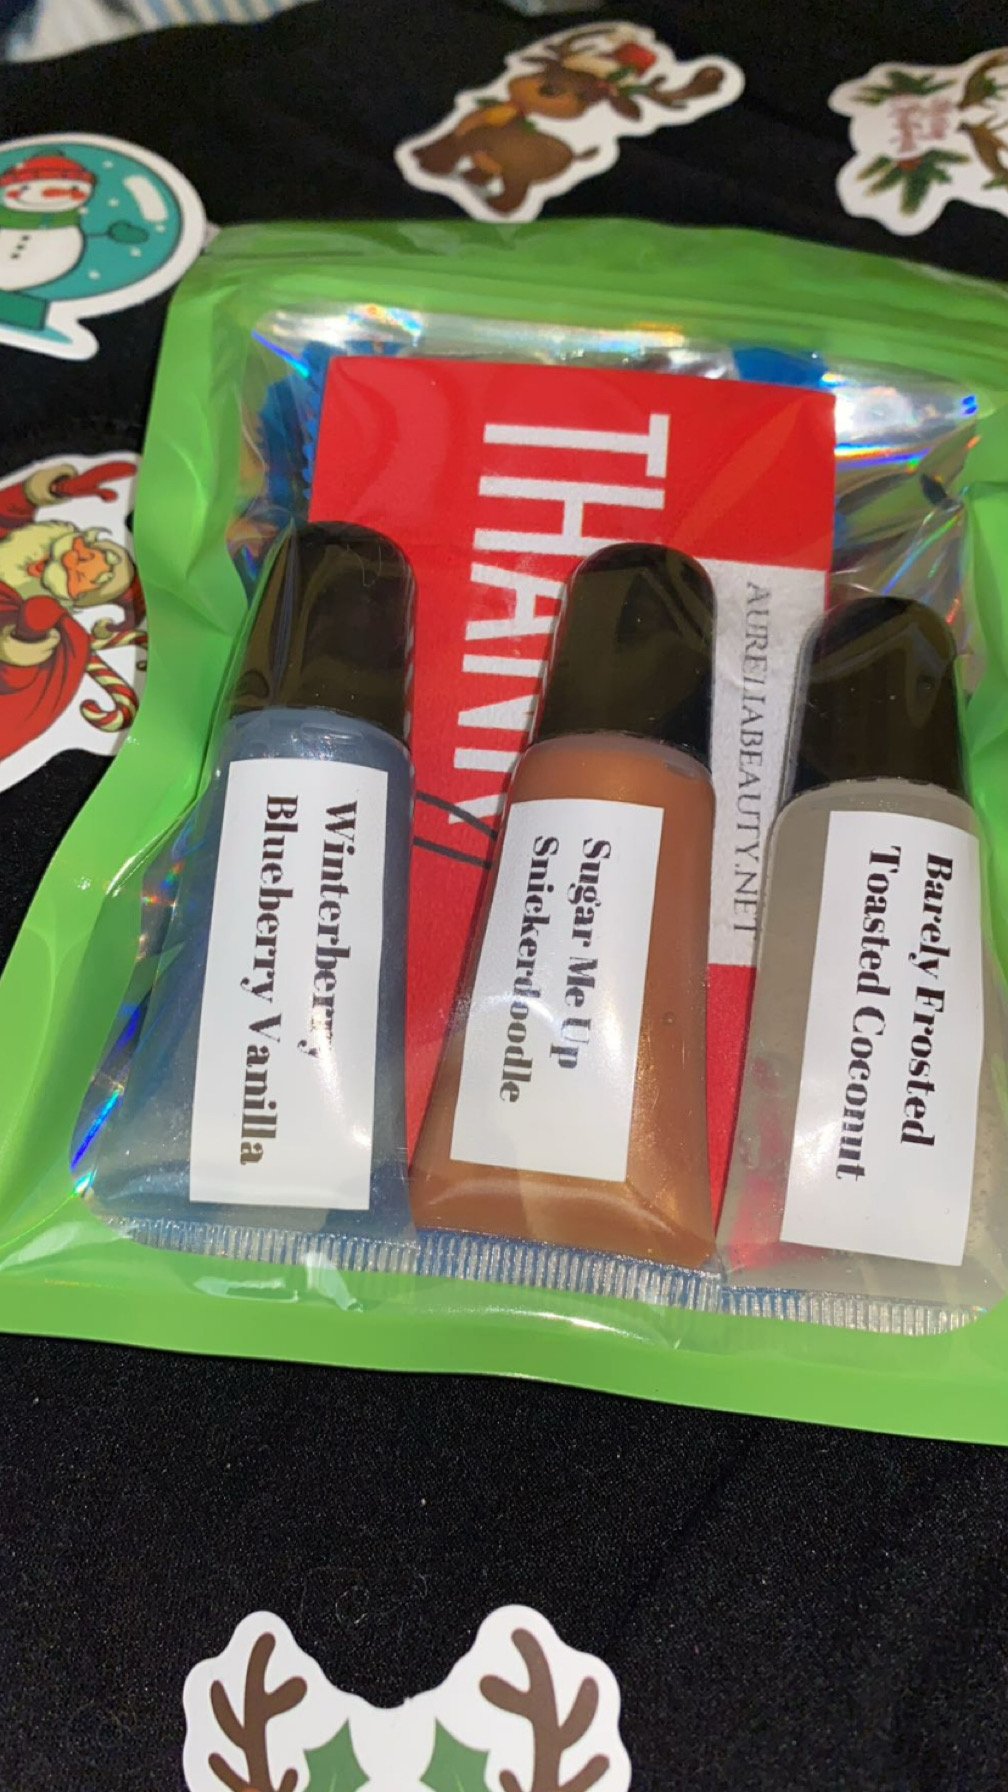 THANK
AURELIABEAUTY.NET
Winterberry
Blueberry Vanilla
Sugar Me Up
Snickerdoodle
Barely Frosted
Toasted Coconut